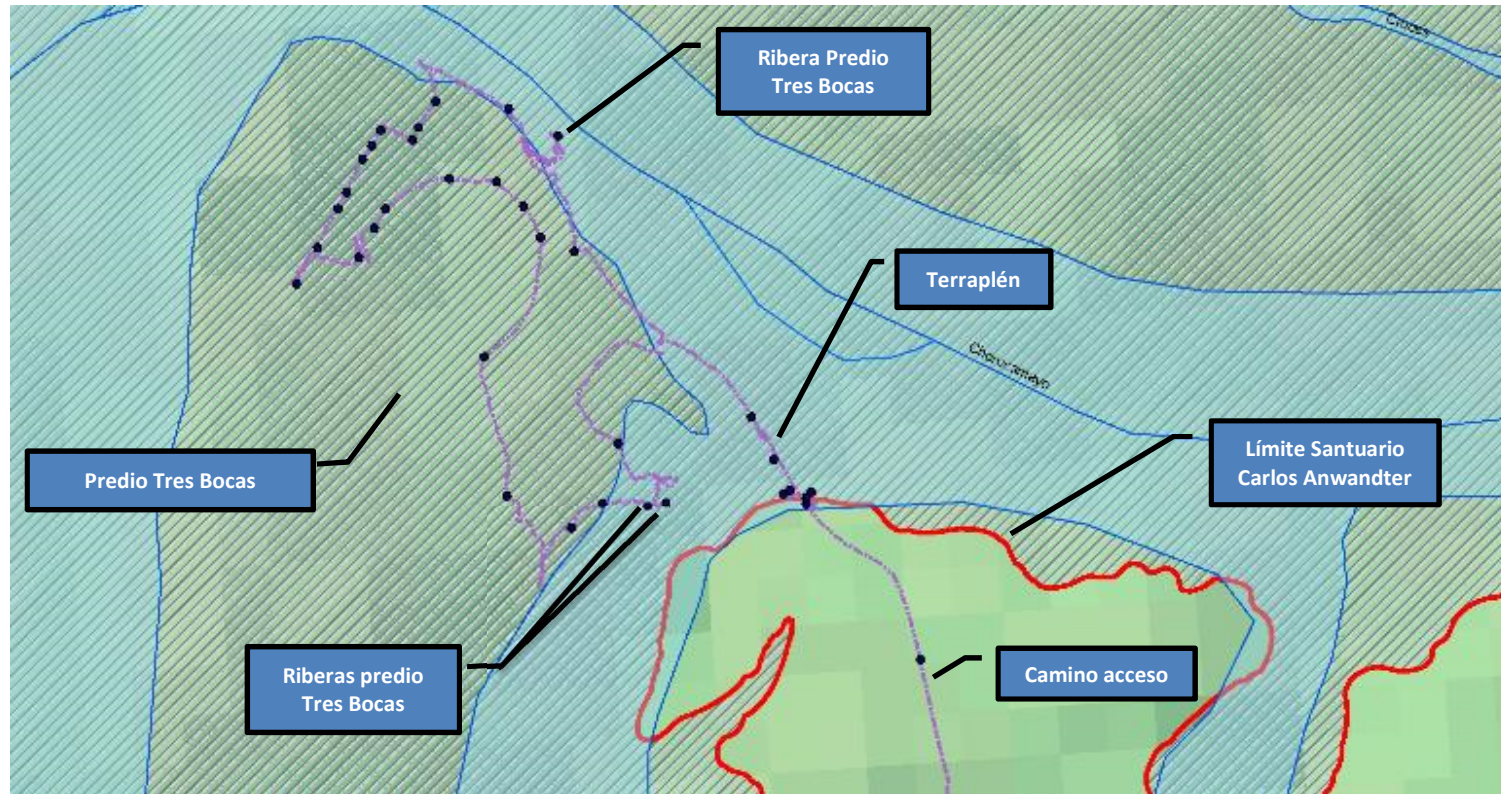 Cruces
Ribera Predio
Tres Bocas
Terraplén
Límite Santuario
Carlos Anwandter
Predio Tres Bocas
Riberas predio
Tres Bocas
Camino acceso